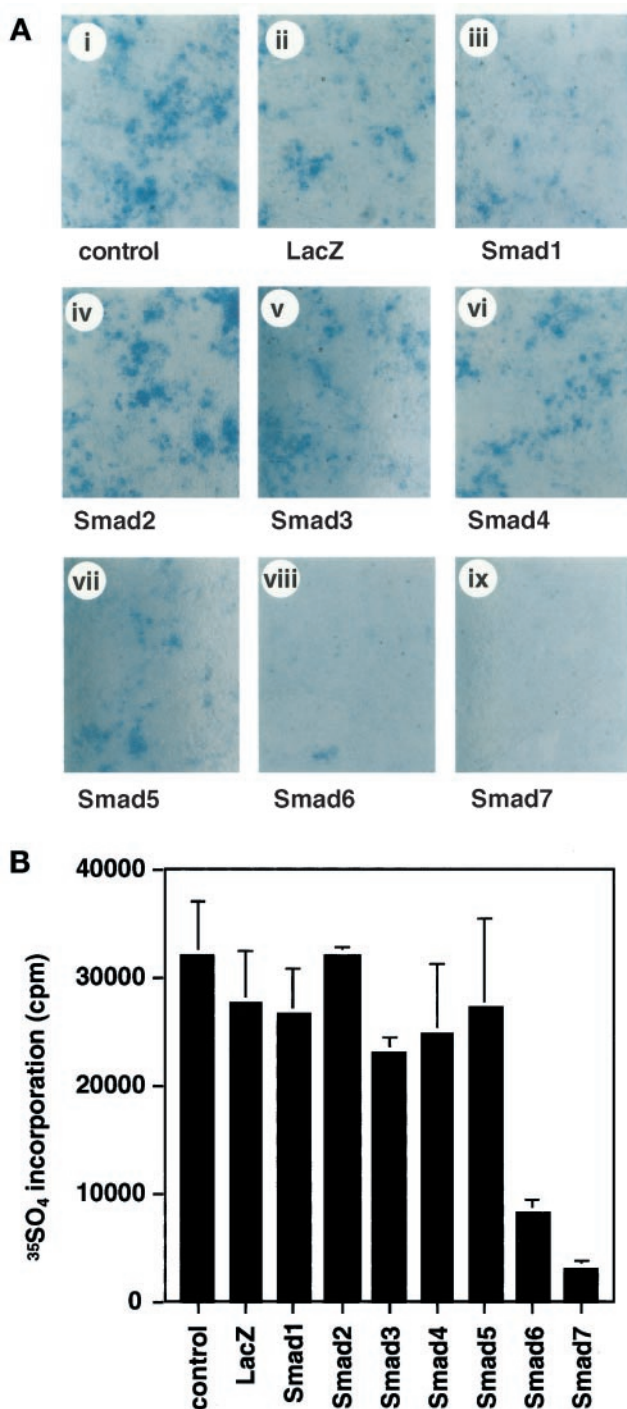 A
i
ii
iii
control
LacZ
Smad1
iv
v
vi
Smad2
Smad3
Smad4
vii
viii
ix
Smad5
Smad6
Smad7
B
40000
30000
20000
10000
0
³⁵SO₄ incorporation (cpm)
control
LacZ
Smad1
Smad2
Smad3
Smad4
Smad5
Smad6
Smad7